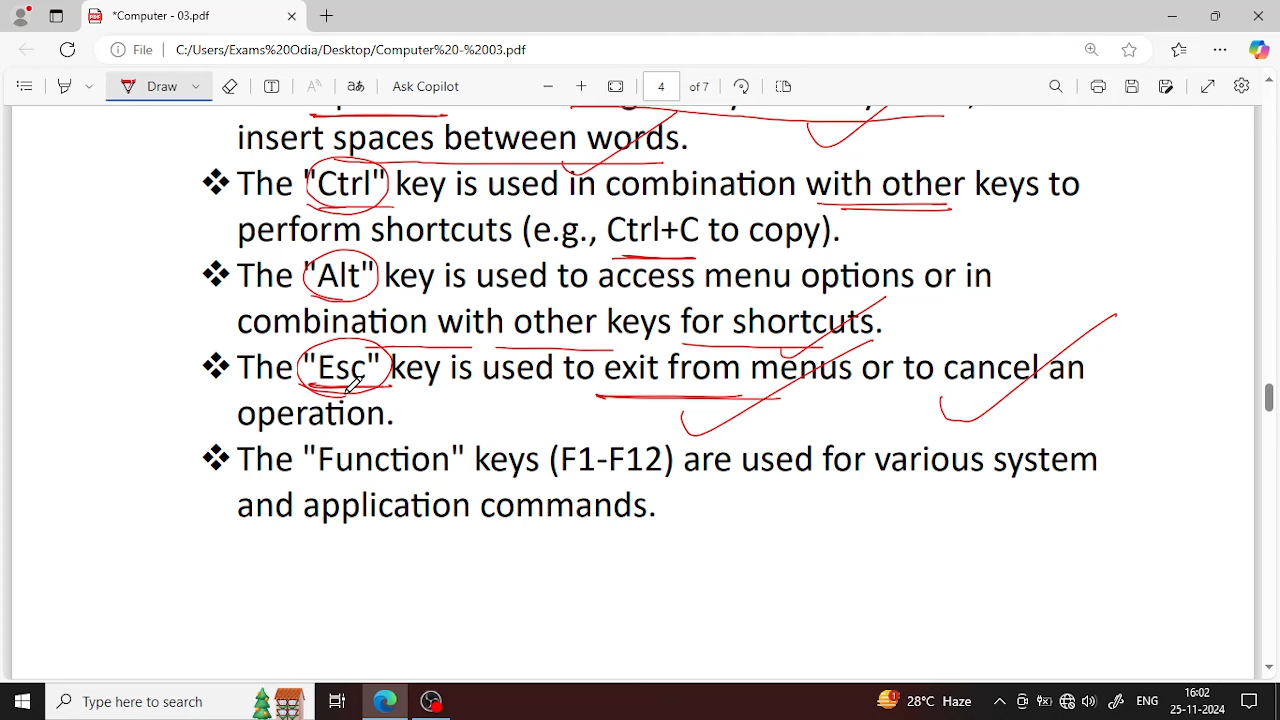 *Computer - 03.pdf
File
C:/Users/Exams%20Odia/Desktop/Computer%20-%2003.pdf
Draw
Ask Copilot
4
of 7
insert spaces between words.
❖ The "Ctrl" key is used in combination with other keys to
perform shortcuts (e.g., Ctrl+C to copy).
❖ The "Alt" key is used to access menu options or in
combination with other keys for shortcuts.
❖ The "Esc" key is used to exit from menus or to cancel an
operation.
❖ The "Function" keys (F1-F12) are used for various system
and application commands.
Type here to search
1
28°C Haze
ENG
16:02
25-11-2024